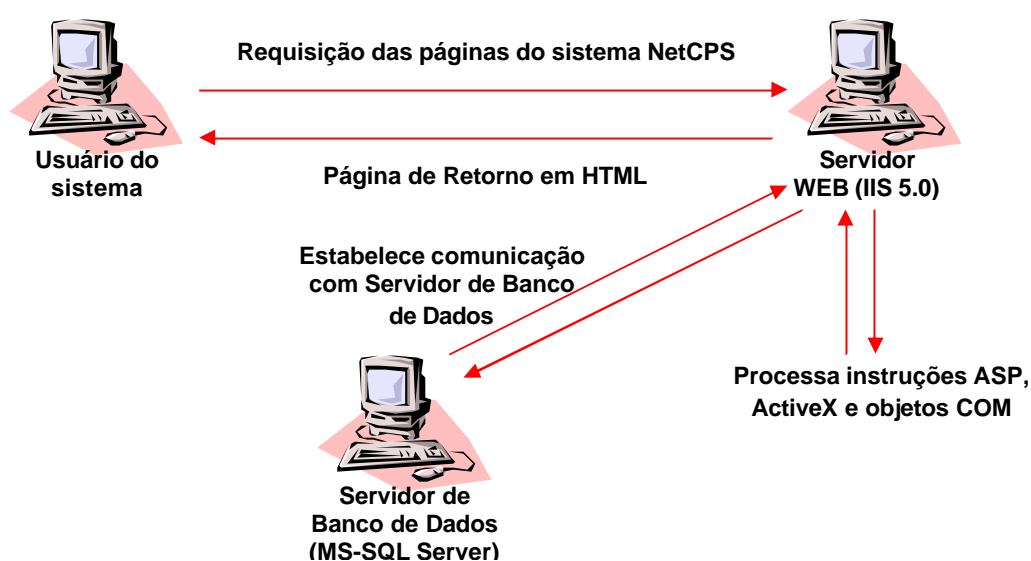 Requisição das páginas do sistema NetCPS
Usuário do
sistema
Servidor
WEB (IIS 5.0)
Página de Retorno em HTML
Estabelece comunicação
com Servidor de Banco
de Dados
Processa instruções ASP,
ActiveX e objetos COM
Servidor de
Banco de Dados
(MS-SQL Server)